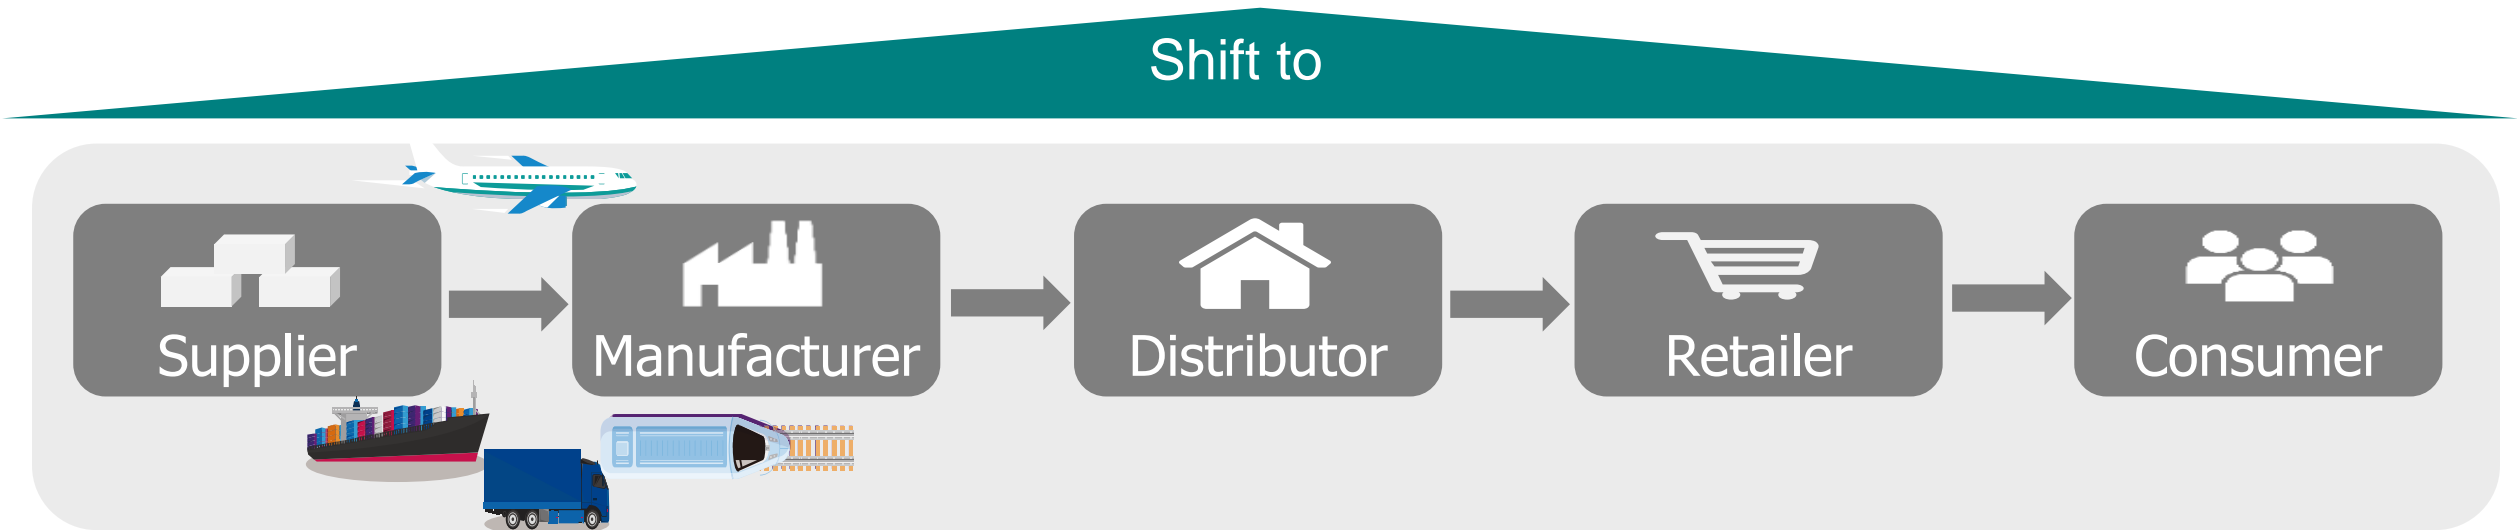 Shift to
Supplier
Manufacturer
Distributor
Retailer
Consumer